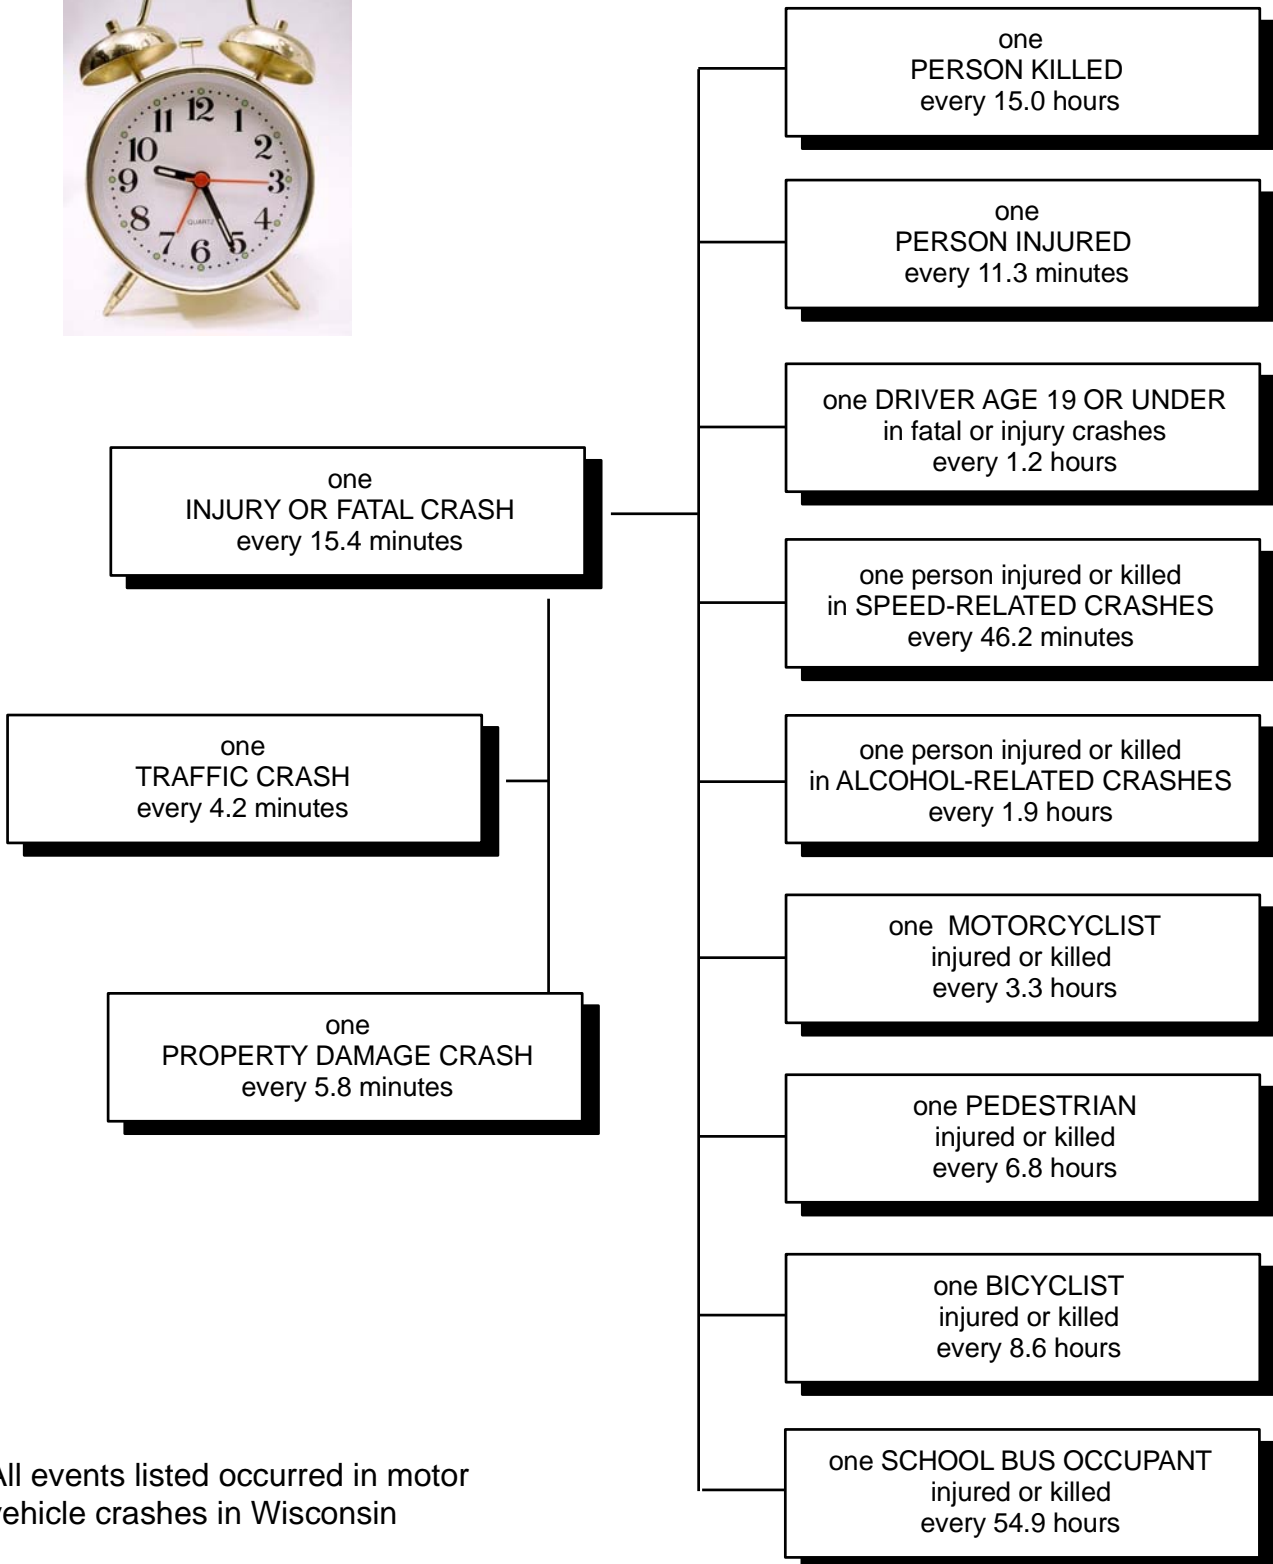 12
11 1
10 2
9 3
8 4
QUARTZ
7 5
6
one
PERSON KILLED
every 15.0 hours
one
PERSON INJURED
every 11.3 minutes
one DRIVER AGE 19 OR UNDER
in fatal or injury crashes
every 1.2 hours
one
INJURY OR FATAL CRASH
every 15.4 minutes
one person injured or killed
in SPEED-RELATED CRASHES
every 46.2 minutes
one
TRAFFIC CRASH
every 4.2 minutes
one person injured or killed
in ALCOHOL-RELATED CRASHES
every 1.9 hours
one MOTORCYCLIST
injured or killed
every 3.3 hours
one
PROPERTY DAMAGE CRASH
every 5.8 minutes
one PEDESTRIAN
injured or killed
every 6.8 hours
one BICYCLIST
injured or killed
every 8.6 hours
one SCHOOL BUS OCCUPANT
injured or killed
every 54.9 hours
All events listed occurred in motor
vehicle crashes in Wisconsin